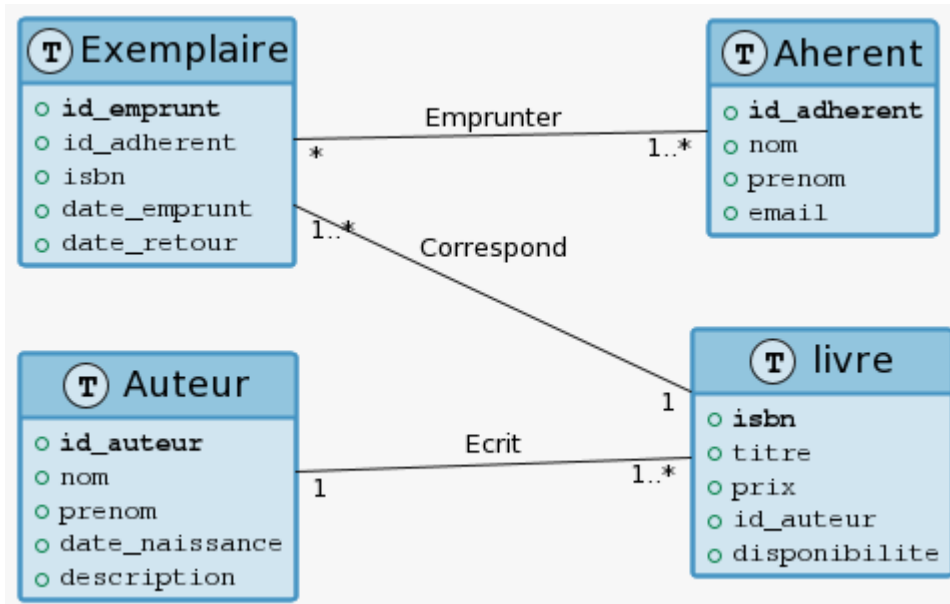 T Exemplaire
id_emprunt
id_adherent
isbn
date_emprunt
date_retour
Emprunter
*
1..*
T Aherent
id_adherent
nom
prenom
email
1..*
Correspond
1
T Auteur
id_auteur
nom
prenom
date_naissance
description
Ecrit
1
1..*
T livre
isbn
titre
prix
id_auteur
disponibilite